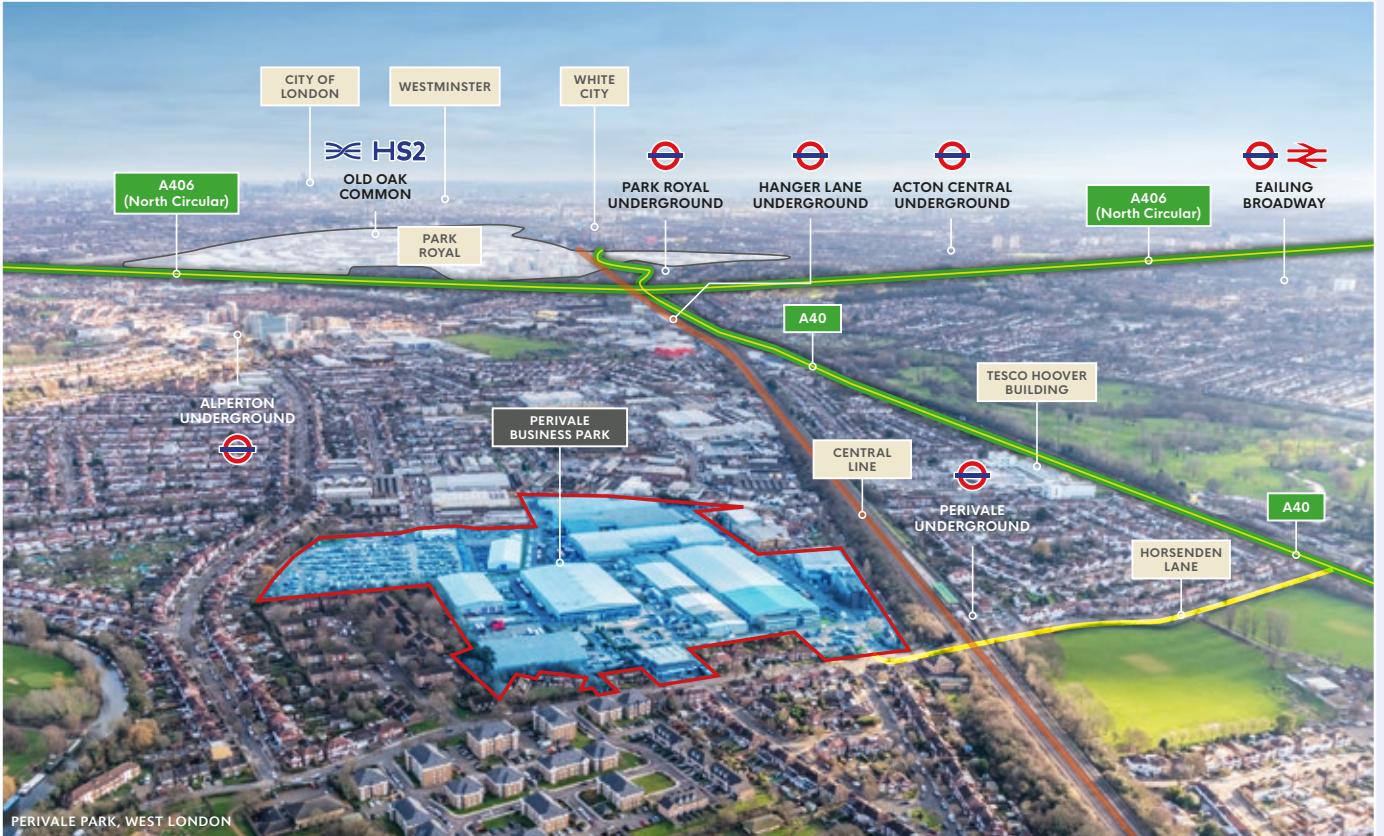 CITY OF
LONDON
WESTMINSTER
WHITE
CITY
HS2
OLD OAK
COMMON
A406
(North Circular)
PARK
ROYAL
PARK ROYAL
UNDERGROUND
HANGER LANE
UNDERGROUND
ACTON CENTRAL
UNDERGROUND
A406
(North Circular)
EAILING
BROADWAY
A40
TESCO HOOVER
BUILDING
ALPERTON
UNDERGROUND
PERIVALE
BUSINESS PARK
CENTRAL
LINE
PERIVALE
UNDERGROUND
A40
HORSENDEN
LANE
PERIVALE PARK, WEST LONDON